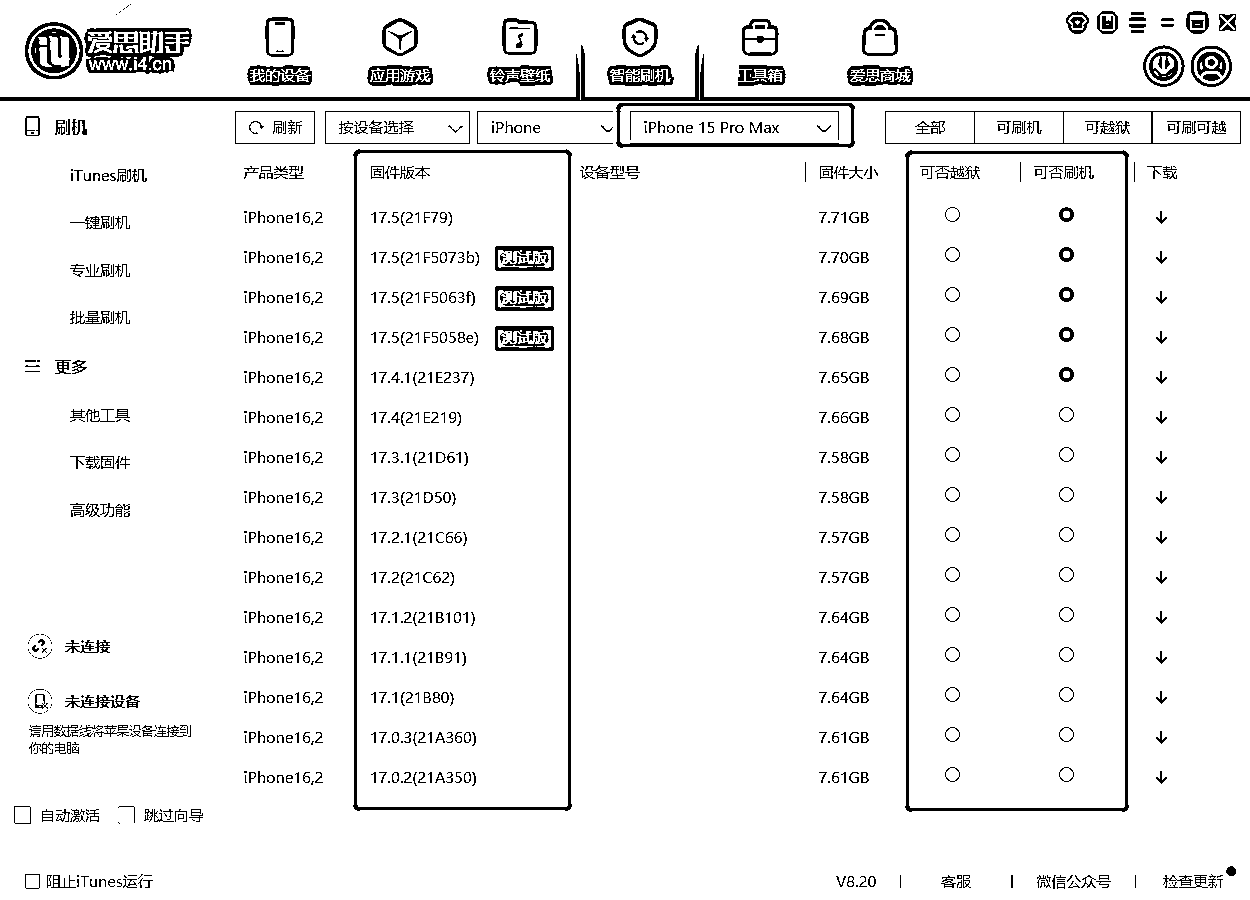 爱思助手
www.i4.cn
我的设备
应用游戏
铃声壁纸
智能刷机
工具箱
爱思商城
刷机
iTunes刷机
一键刷机
专业刷机
批量刷机
更多
其他工具
下载固件
高级功能
未连接
未连接设备
请用数据线将苹果设备连接到
你的电脑
自动激活 跳过向导
刷新 按设备选择 iPhone iPhone 15 Pro Max 全部 可刷机 可越狱 可刷可越
产品类型 固件版本 设备型号 固件大小 可否越狱 可否刷机 下载
iPhone16,2 17.5(21F79) 7.71GB
iPhone16,2 17.5(21F5073b) 测试版 7.70GB
iPhone16,2 17.5(21F5063f) 测试版 7.69GB
iPhone16,2 17.5(21F5058e) 测试版 7.68GB
iPhone16,2 17.4.1(21E237) 7.65GB
iPhone16,2 17.4(21E219) 7.66GB
iPhone16,2 17.3.1(21D61) 7.58GB
iPhone16,2 17.3(21D50) 7.58GB
iPhone16,2 17.2.1(21C66) 7.57GB
iPhone16,2 17.2(21C62) 7.57GB
iPhone16,2 17.1.2(21B101) 7.64GB
iPhone16,2 17.1.1(21B91) 7.64GB
iPhone16,2 17.1(21B80) 7.64GB
iPhone16,2 17.0.3(21A360) 7.61GB
iPhone16,2 17.0.2(21A350) 7.61GB
阻止iTunes运行 V8.20 客服 微信公众号 检查更新